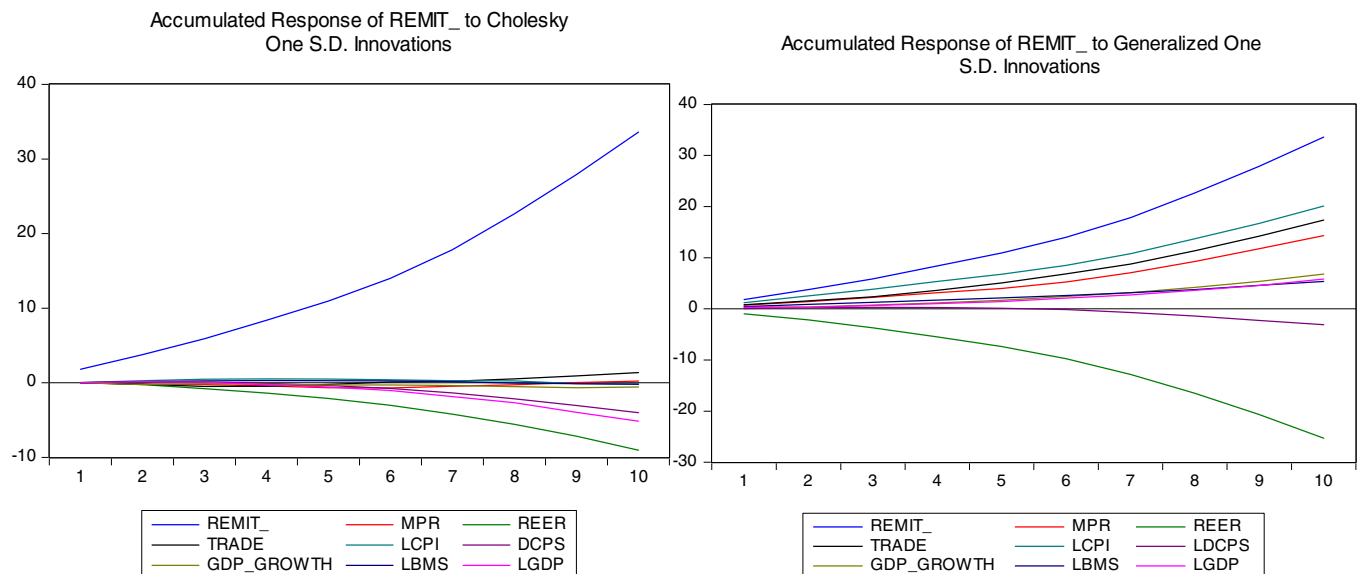 Accumulated Response of REMIT_ to Cholesky
One S.D. Innovations
40
30
20
10
0
-10
1 2 3 4 5 6 7 8 9 10
REMIT_ MPR REER
TRADE LCPI DCPS
GDP_GROWTH LBMS LGDP
Accumulated Response of REMIT_ to Generalized One
S.D. Innovations
40
30
20
10
0
-10
-20
-30
1 2 3 4 5 6 7 8 9 10
REMIT_ MPR REER
TRADE LCPI LDCPS
GDP_GROWTH LBMS LGDP